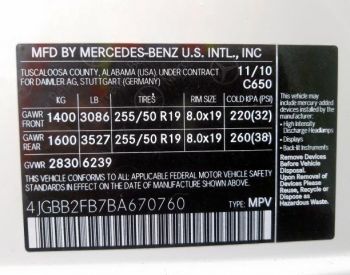 MFD BY MERCEDES-BENZ U.S. INTL., INC
TUSCALOOSA COUNTY, ALABAMA (USA). UNDER CONTRACT
FOR DAIMLER AG, STUTTGART (GERMANY)
11/10
C650
KG LB TIRES RIM SIZE COLD KPA (PSI)
GAWR FRONT 1400 3086 255/50 R19 8.0x19 220(32)
GAWR REAR 1600 3527 255/50 R19 8.0x19 260(38)
GVWR 2830 6239
THIS VEHICLE CONFORMS TO ALL APPLICABLE
FEDERAL MOTOR VEHICLE SAFETY STANDARDS
IN EFFECT ON THE DATE OF MANUFACTURE
SHOWN ABOVE.
4JGBB2FB7BA670760 TYPE: MPV
This vehicle may
include mercury-added
devices installed by
the manufacturer:
• High Intensity
Discharge
Headlamps
• Displays
• Back-lit Instruments
Remove Devices
Before Vehicle
Disposal.
Upon Removal
of Devices Please
Reuse, Recycle
or Dispose as
Hazardous Waste.